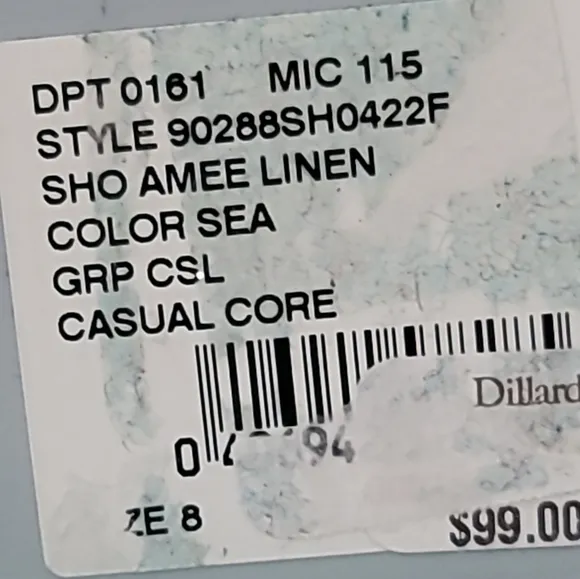 DPT 0161 MIC 115
STYLE 90288SH0422F
SHO AMEE LINEN
COLOR SEA
GRP CSL
CASUAL CORE
Dillard
ZE 8
$99.00